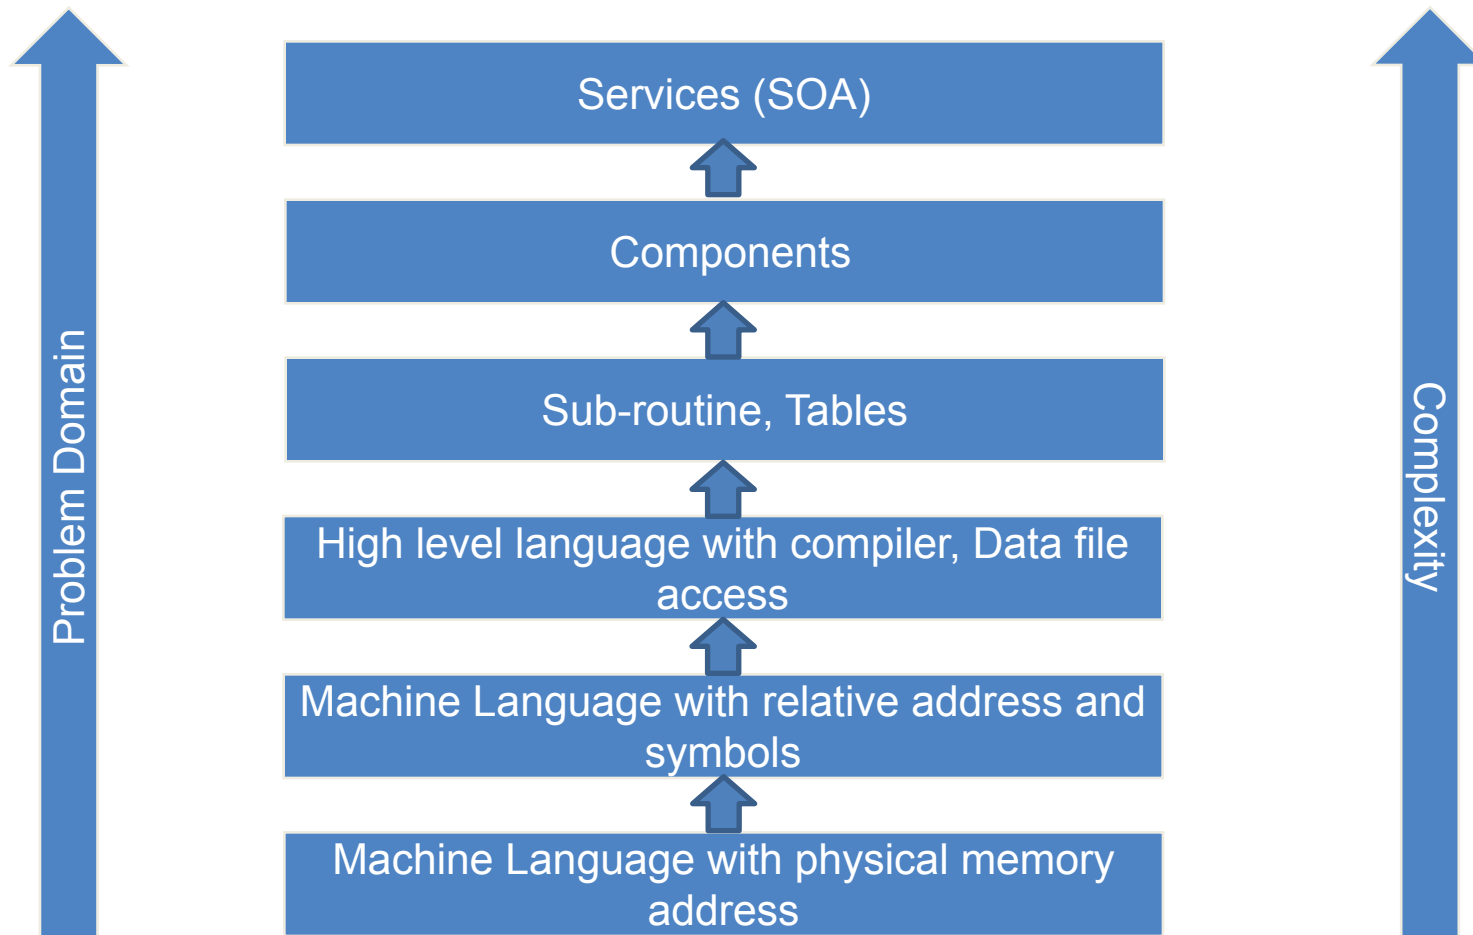 Services (SOA)
Components
Sub-routine, Tables
High level language with compiler, Data file
access
Machine Language with relative address and
symbols
Machine Language with physical memory
address
Problem Domain
Complexity